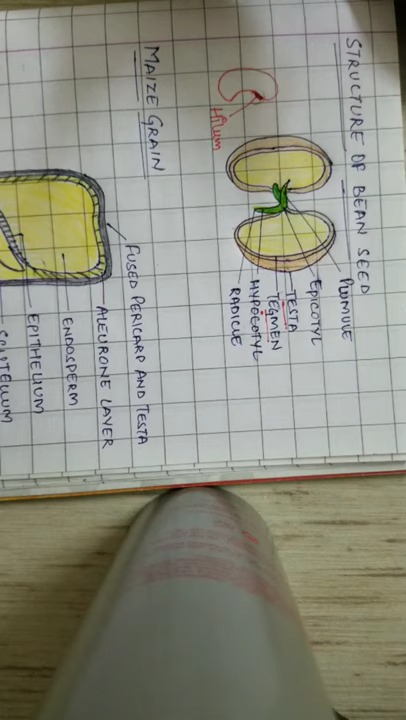 STRUCTURE OF BEAN SEED
Hilum
PLUMULE
EPICOTYL
TESTA
TEGMEN
HYPOCOTYL
RADICLE
MAIZE GRAIN
FUSED PERICARP AND TESTA
ALEURONE LAYER
ENDOSPERM
EPITHELIUM
SCUTELLUM